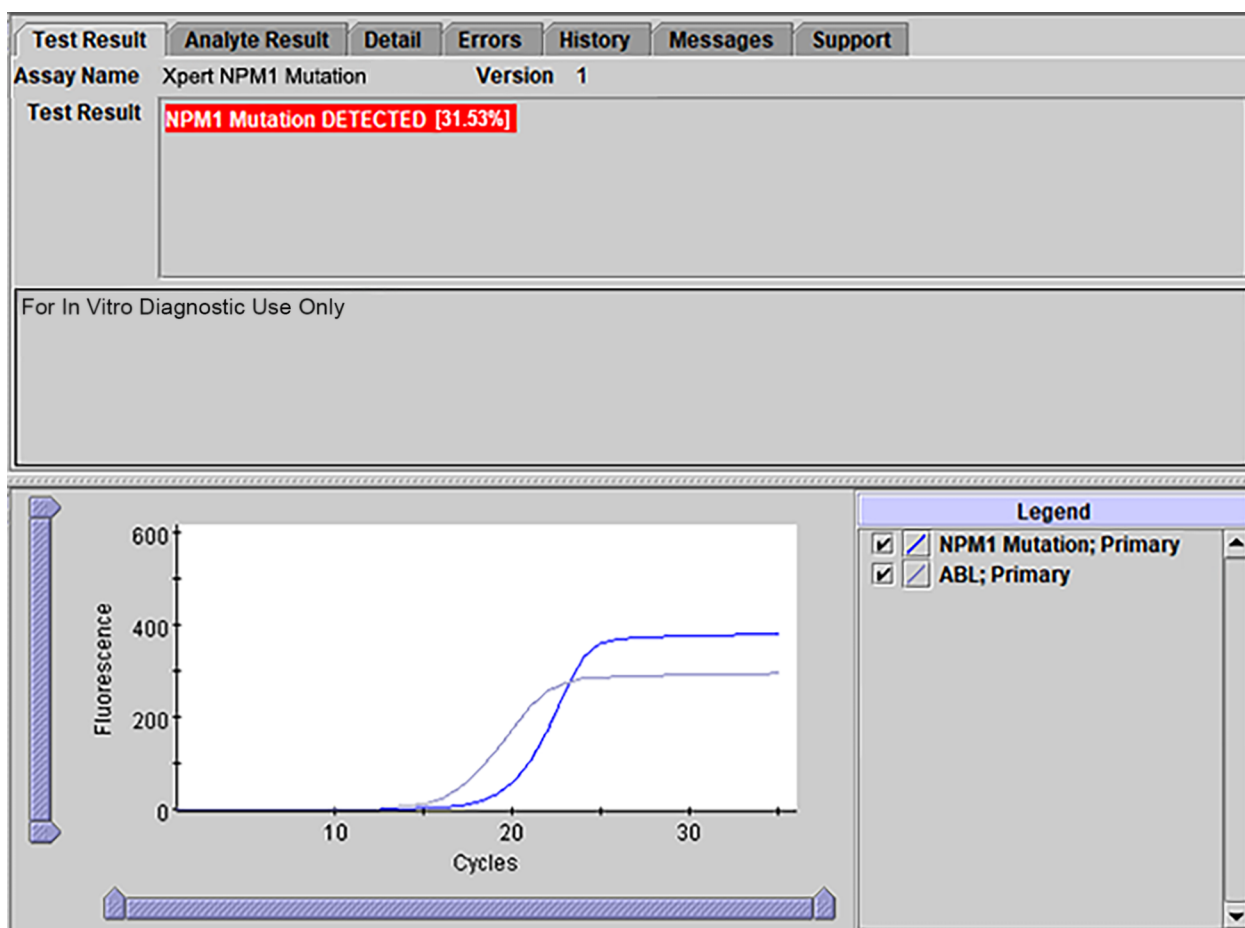 Test Result Analyte Result Detail Errors History Messages Support
Assay Name Xpert NPM1 Mutation Version 1
Test Result NPM1 Mutation DETECTED [31.53%]
For In Vitro Diagnostic Use Only
Legend
NPM1 Mutation; Primary
ABL; Primary
600
400
200
0
Fluorescence
10 20 30
Cycles